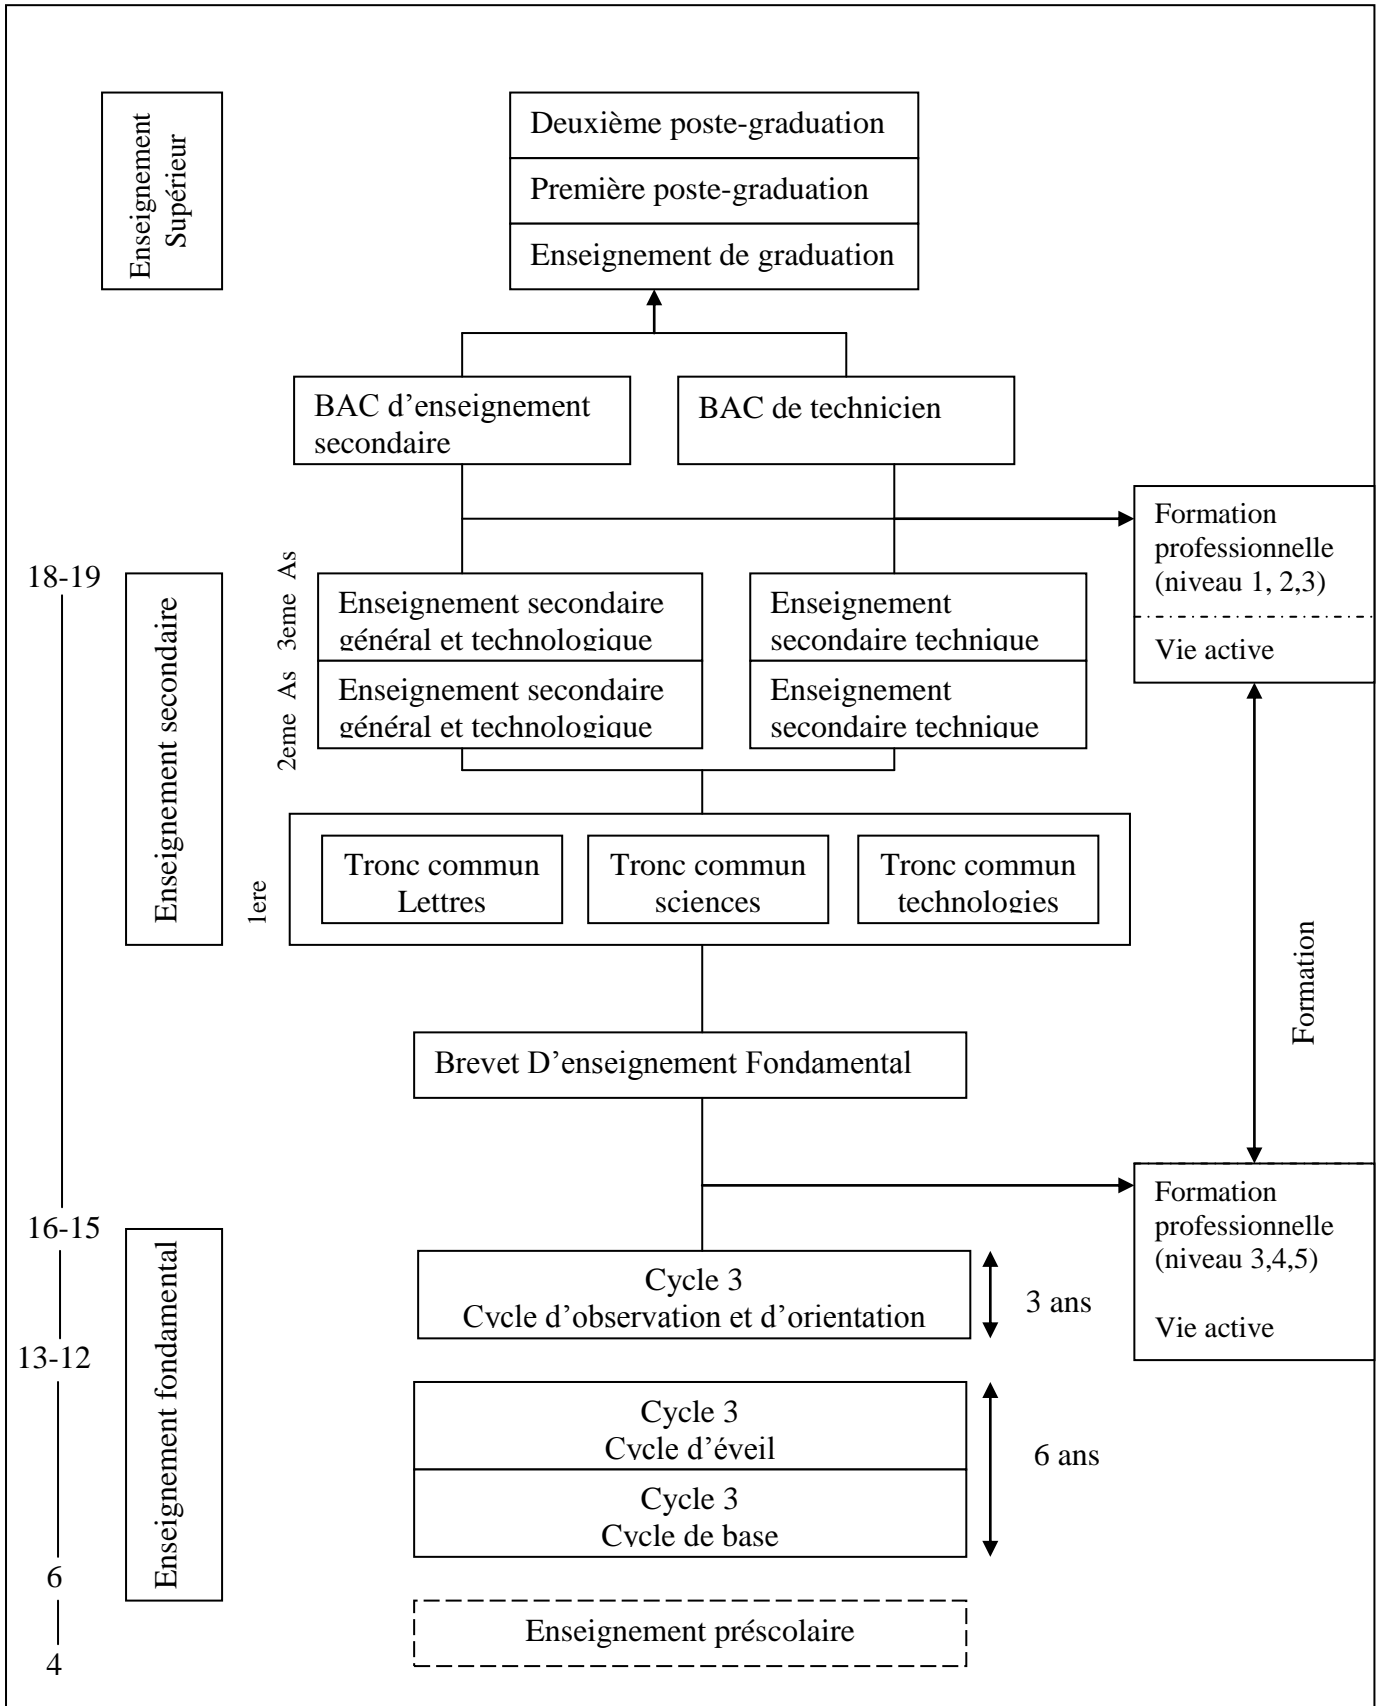 Enseignement
Supérieur
Deuxième poste-graduation
Première poste-graduation
Enseignement de graduation
BAC d’enseignement
secondaire
BAC de technicien
Formation
professionnelle
(niveau 1, 2,3)
Vie active
18-19
Enseignement secondaire
3eme As
Enseignement secondaire
général et technologique
Enseignement
secondaire technique
2eme As
Enseignement secondaire
général et technologique
Enseignement
secondaire technique
1ere
Tronc commun
Lettres
Tronc commun
sciences
Tronc commun
technologies
Formation
Brevet D’enseignement Fondamental
16-15
Formation
professionnelle
(niveau 3,4,5)
Vie active
Enseignement fondamental
Cycle 3
Cycle d’observation et d’orientation
3 ans
13-12
Cycle 3
Cycle d’éveil
6 ans
Cycle 3
Cycle de base
6
Enseignement préscolaire
4